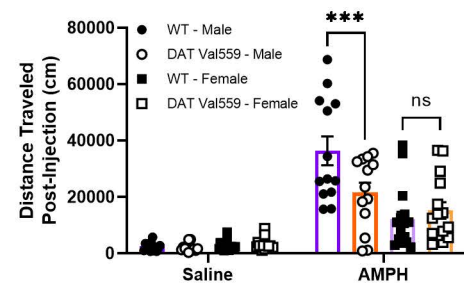 Distance Traveled
Post-Injection (cm)
80000
60000
40000
20000
0
WT - Male
DAT Val559 - Male
WT - Female
DAT Val559 - Female
***
ns
Saline
AMPH